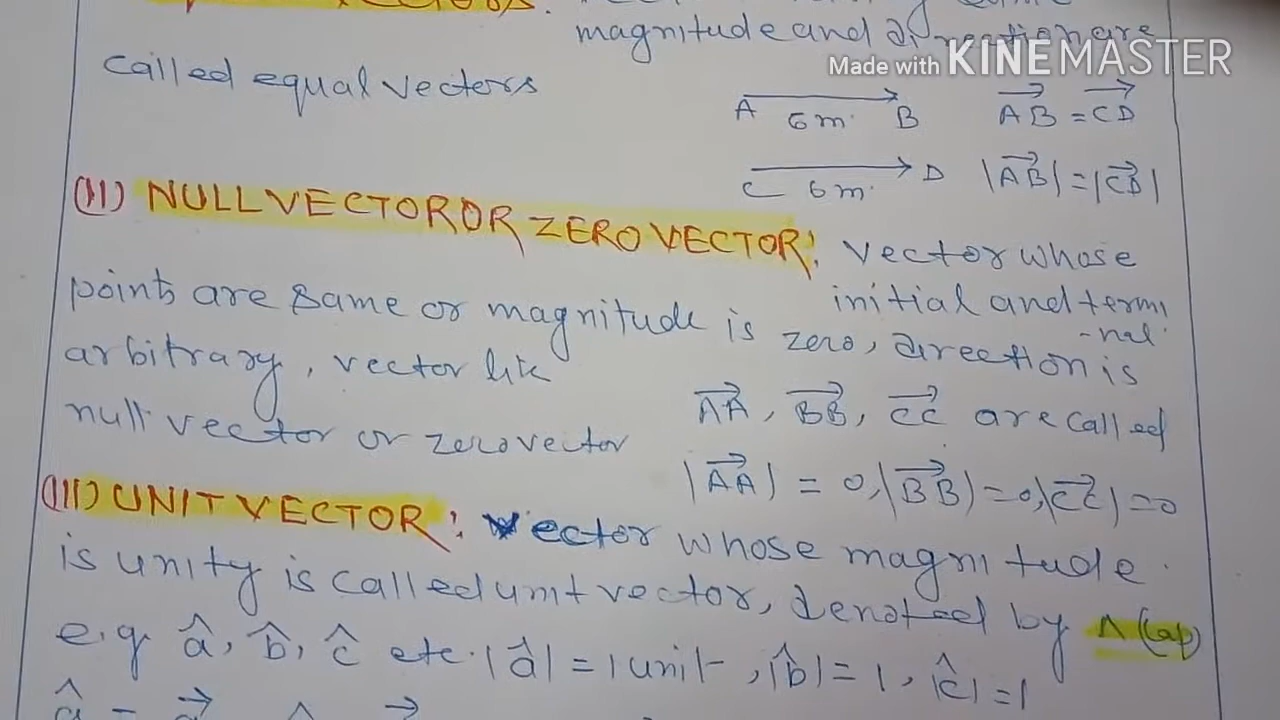 magnitude and direction are
Made with KINEMASTER
called equal vectors
A 6m. B AB = CD
C 6m. D |AB| = |CD|
(II) NULL VECTOR OR ZERO VECTOR: Vector whose
initial and termi
-nal
points are same or magnitude is zero, direction is
arbitrary, vector like
AA, BB, CC are called
null vector or zero vector
|AA| = 0, |BB| = 0, |CC| = 0
(III) UNIT VECTOR: Vector whose magnitude
is unity is called unit vector, denoted by ^ (cap)
e.g â, b̂, ĉ etc. |â| = 1 unit, |b̂| = 1, |ĉ| = 1